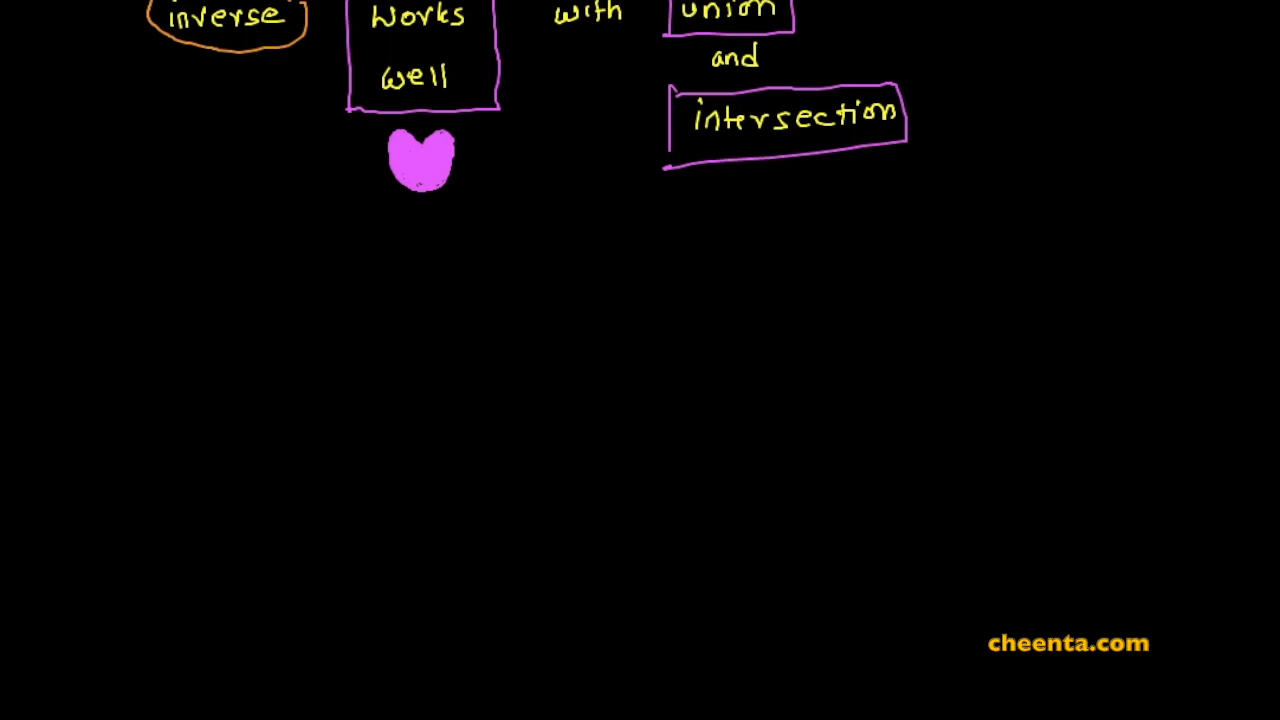 inverse works with union
well and
intersection
cheenta.com